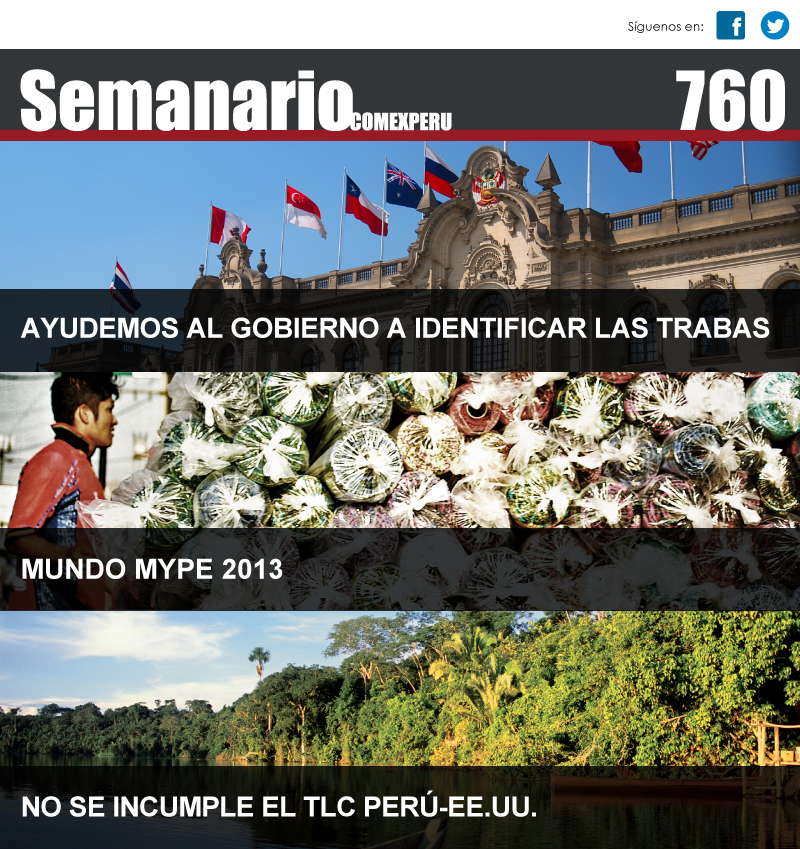 Síguenos en:
Semanario COMEXPERU 760
AYUDEMOS AL GOBIERNO A IDENTIFICAR LAS TRABAS
MUNDO MYPE 2013
NO SE INCUMPLE EL TLC PERÚ-EE.UU.